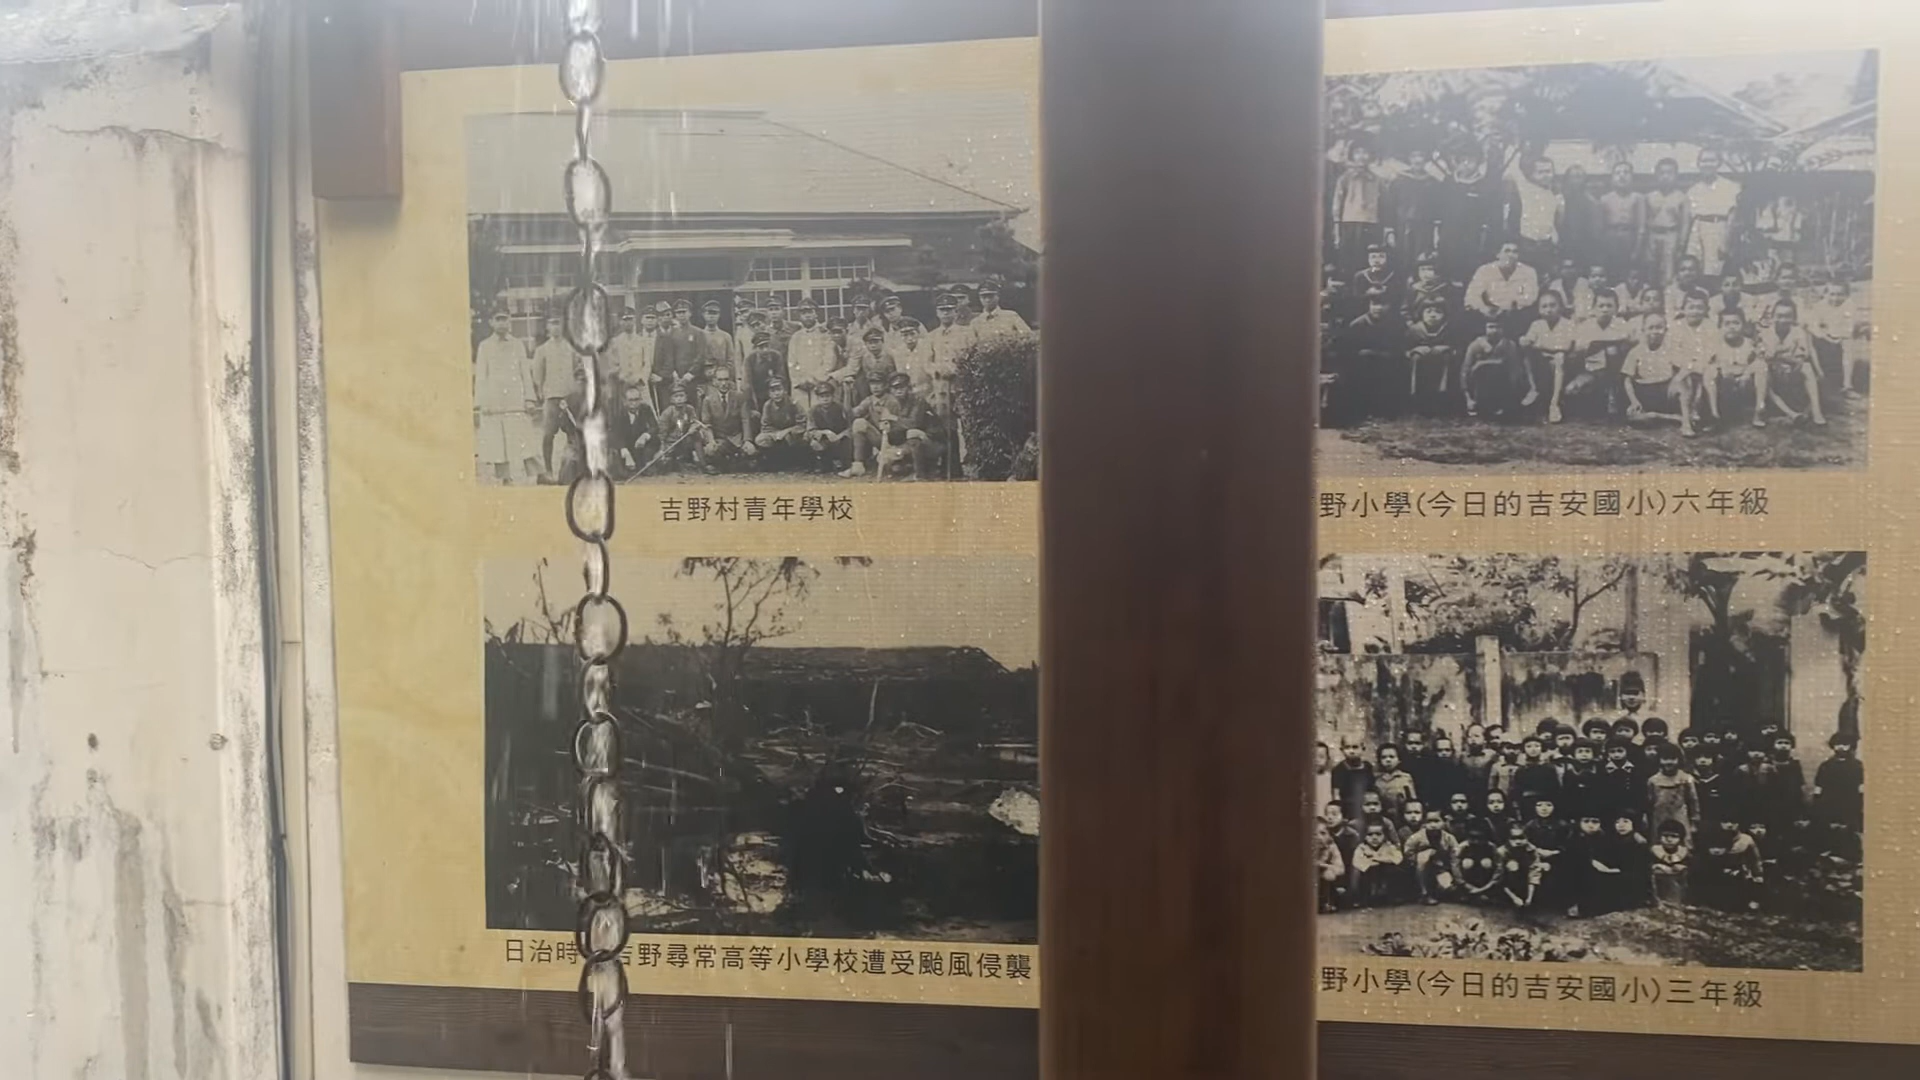 吉野村青年學校
野小學(今日的吉安國小)六年級
日治時 吉野尋常高等小學校遭受颱風侵襲
野小學(今日的吉安國小)三年級